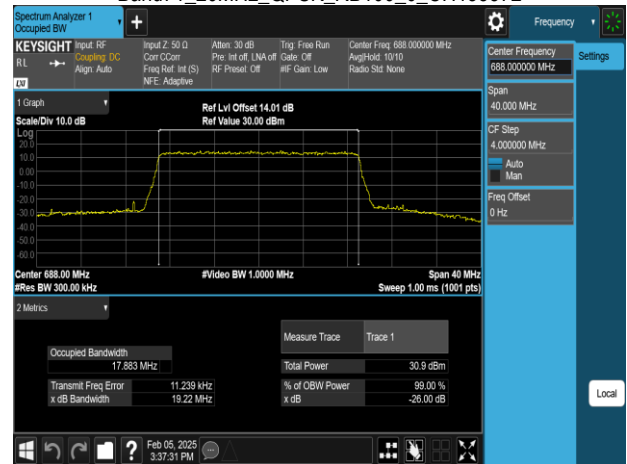 Spectrum Analyzer 1
Occupied BW
Frequency
KEYSIGHT
RL
LXI
Input: RF
Coupling: DC
Align: Auto
Input Z: 50 Ω
Corr CCorr
Freq Ref: Int (S)
NFE: Adaptive
Atten: 30 dB
Pre: Int off, LNA off
RF Preset: Off
Trig: Free Run
Gate: Off
#IF Gain: Low
Center Freq: 688.000000 MHz
Avg|Hold: 10/10
Radio Std: None
Center Frequency
688.000000 MHz
Settings
Span
40.000 MHz
CF Step
4.000000 MHz
Auto
Man
Freq Offset
0 Hz
Local
1 Graph
Scale/Div 10.0 dB
Ref Lvl Offset 14.01 dB
Ref Value 30.00 dBm
Log
20.0
10.0
0.00
-10.0
-20.0
-30.0
-40.0
-50.0
-60.0
Center 688.00 MHz
#Video BW 1.0000 MHz
Span 40 MHz
#Res BW 300.00 kHz
Sweep 1.00 ms (1001 pts)
2 Metrics
Measure Trace
Trace 1
Occupied Bandwidth
17.883 MHz
Total Power
30.9 dBm
Transmit Freq Error
11.239 kHz
% of OBW Power
99.00 %
x dB Bandwidth
19.22 MHz
x dB
-26.00 dB
Feb 05, 2025
3:37:31 PM